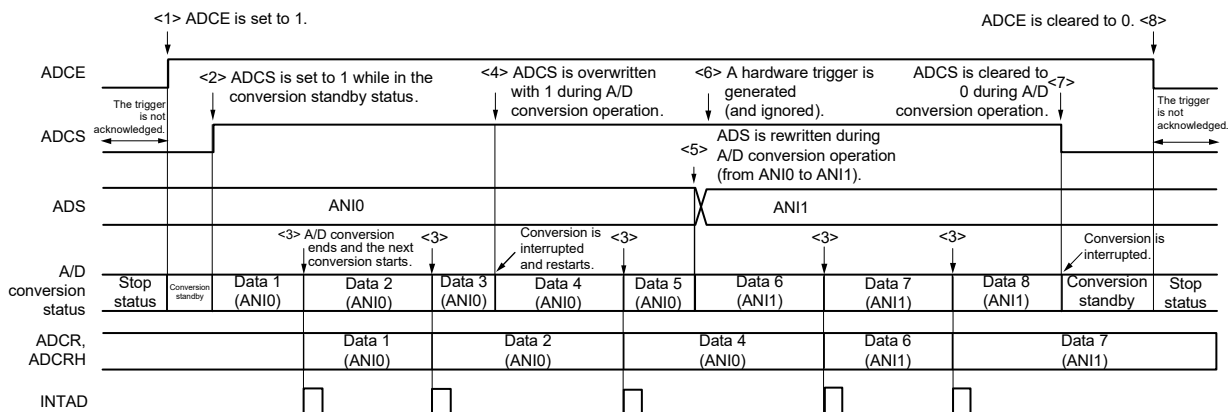 <1> ADCE is set to 1.
ADCE is cleared to 0. <8>
ADCE
<2> ADCS is set to 1 while in the
conversion standby status.
<4> ADCS is overwritten
with 1 during A/D
conversion operation.
<6> A hardware trigger is
generated
(and ignored).
ADCS is cleared to
0 during A/D
conversion operation.
<7>
The trigger
is not
acknowledged.
The trigger
is not
acknowledged.
ADCS
<5>
ADS is rewritten during
A/D conversion operation
(from ANI0 to ANI1).
ADS
ANI0
ANI1
<3> A/D conversion
ends and the next
conversion starts.
<3>
Conversion is
interrupted
and restarts.
<3>
<3>
<3>
Conversion is
interrupted.
A/D
conversion
status
Stop
status
Conversion
standby
Data 1
(ANI0)
Data 2
(ANI0)
Data 3
(ANI0)
Data 4
(ANI0)
Data 5
(ANI0)
Data 6
(ANI1)
Data 7
(ANI1)
Data 8
(ANI1)
Conversion
standby
Stop
status
ADCR,
ADCRH
Data 1
(ANI0)
Data 2
(ANI0)
Data 4
(ANI0)
Data 6
(ANI1)
Data 7
(ANI1)
INTAD